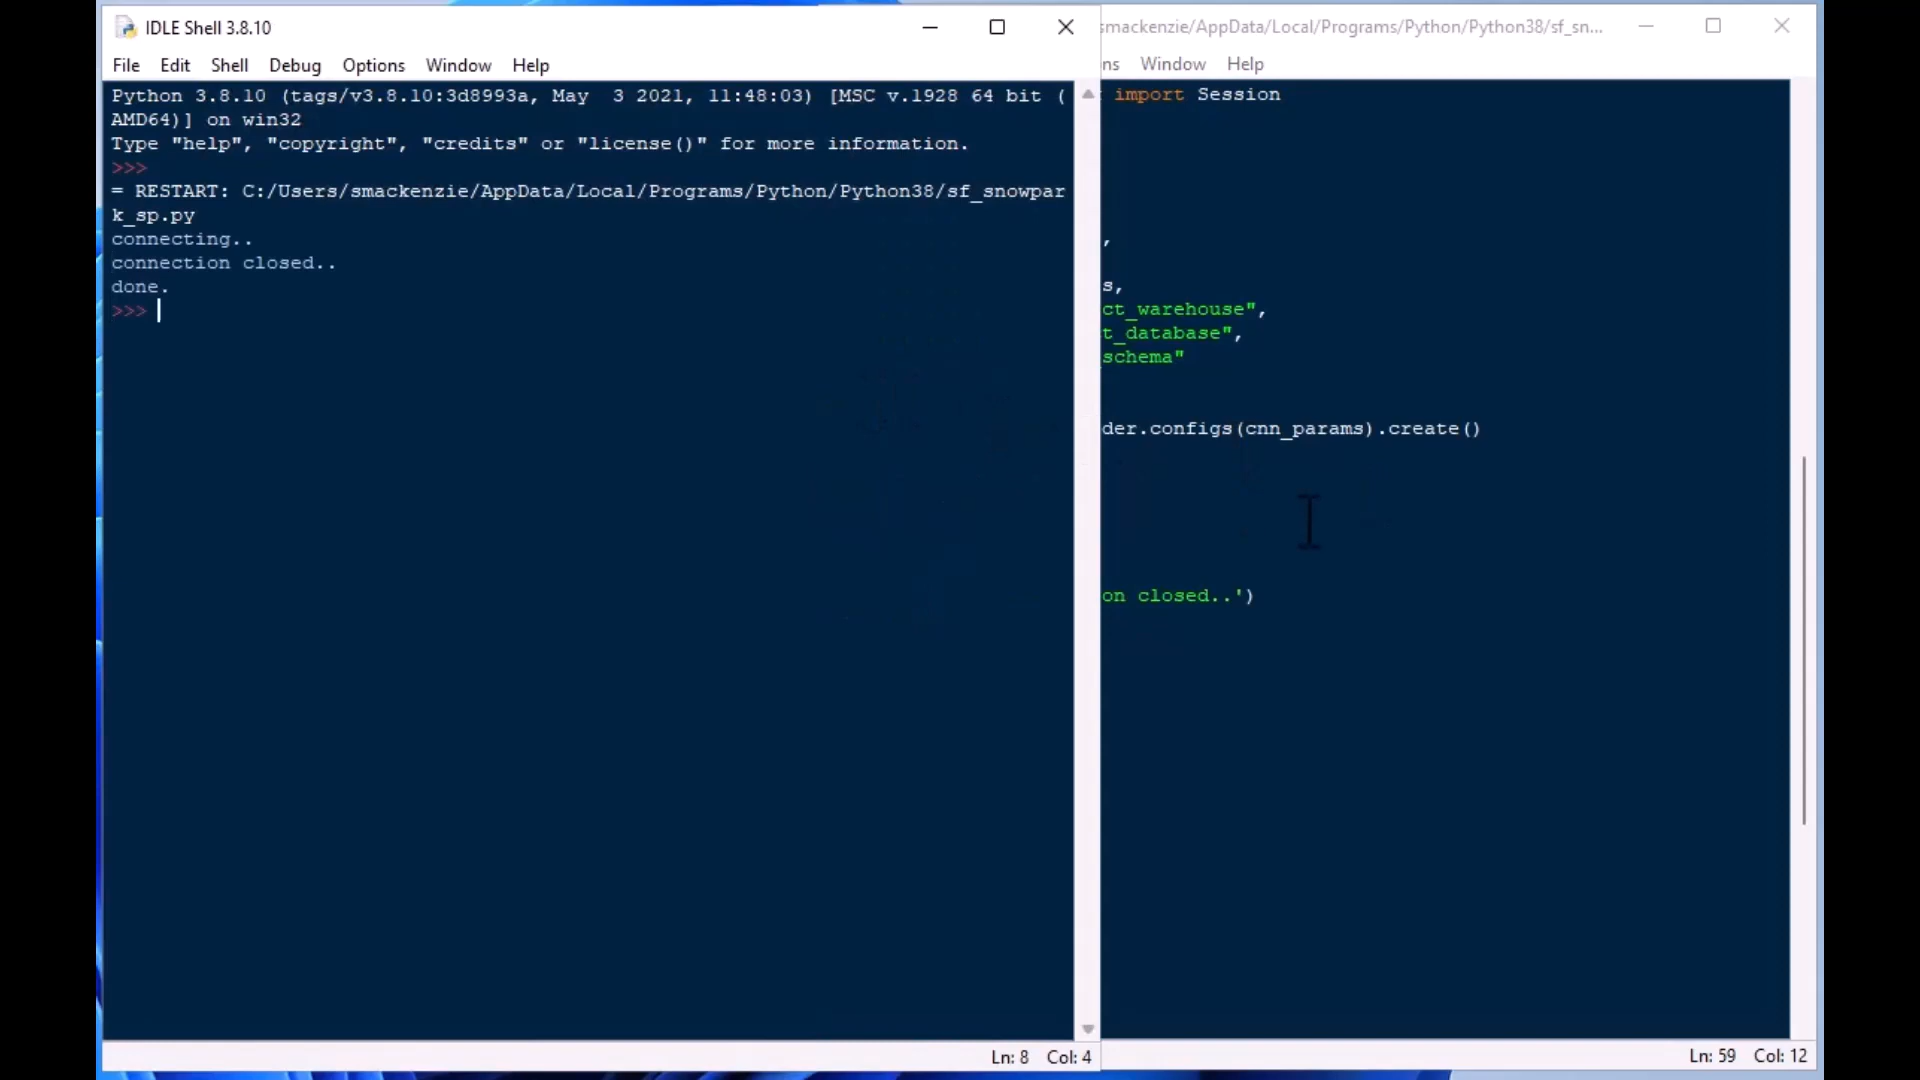 IDLE Shell 3.8.10
File Edit Shell Debug Options Window Help
Python 3.8.10 (tags/v3.8.10:3d8993a, May  3 2021, 11:48:03) [MSC v.1928 64 bit (
AMD64)] on win32
Type "help", "copyright", "credits" or "license()" for more information.
>>>
= RESTART: C:/Users/smackenzie/AppData/Local/Programs/Python/Python38/sf_snowpar
k_sp.py
connecting..
connection closed..
done.
>>>
Ln: 8 Col: 4
smackenzie/AppData/Local/Programs/Python/Python38/sf_sn...
ns Window Help
import Session
,
s,
ct_warehouse",
t_database",
schema"
der.configs(cnn_params).create()
on closed..')
Ln: 59 Col: 12